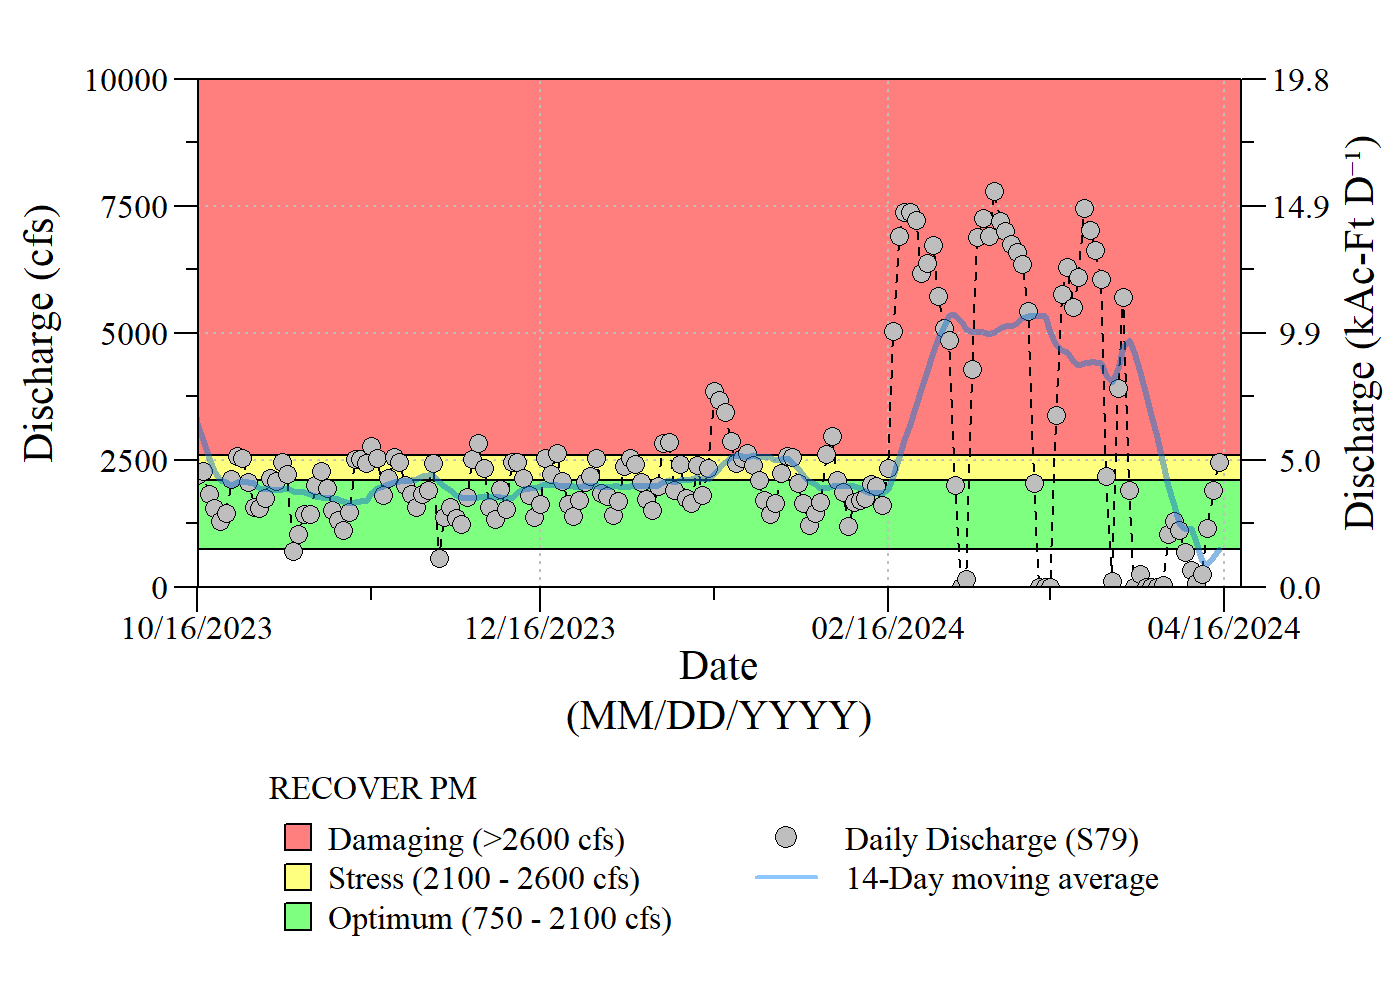 10000
7500
5000
2500
0
Discharge (cfs)
19.8
14.9
9.9
5.0
0.0
Discharge (kAc-Ft D⁻¹)
10/16/2023 12/16/2023 02/16/2024 04/16/2024
Date
(MM/DD/YYYY)
RECOVER PM
Damaging (>2600 cfs)
Stress (2100 - 2600 cfs)
Optimum (750 - 2100 cfs)
Daily Discharge (S79)
14-Day moving average